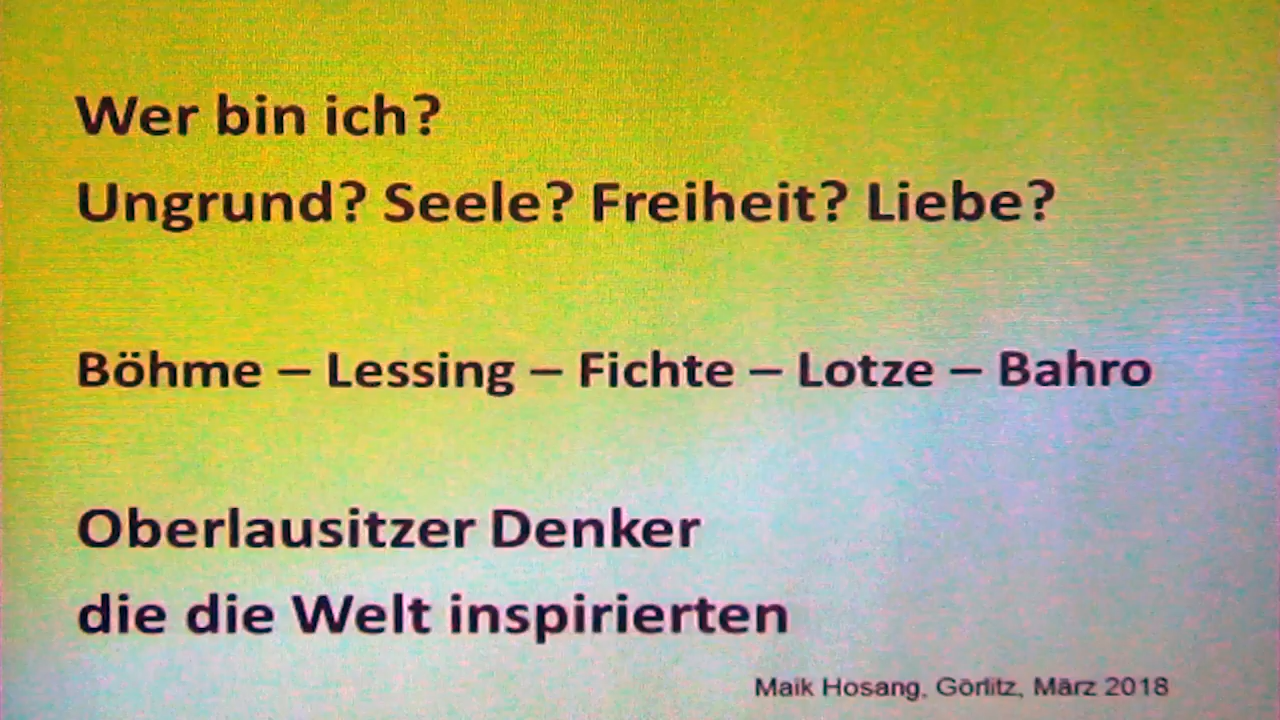 Wer bin ich?
Ungrund? Seele? Freiheit? Liebe?
Böhme – Lessing – Fichte – Lotze – Bahro
Oberlausitzer Denker
die die Welt inspirierten
Maik Hosang, Görlitz, März 2018